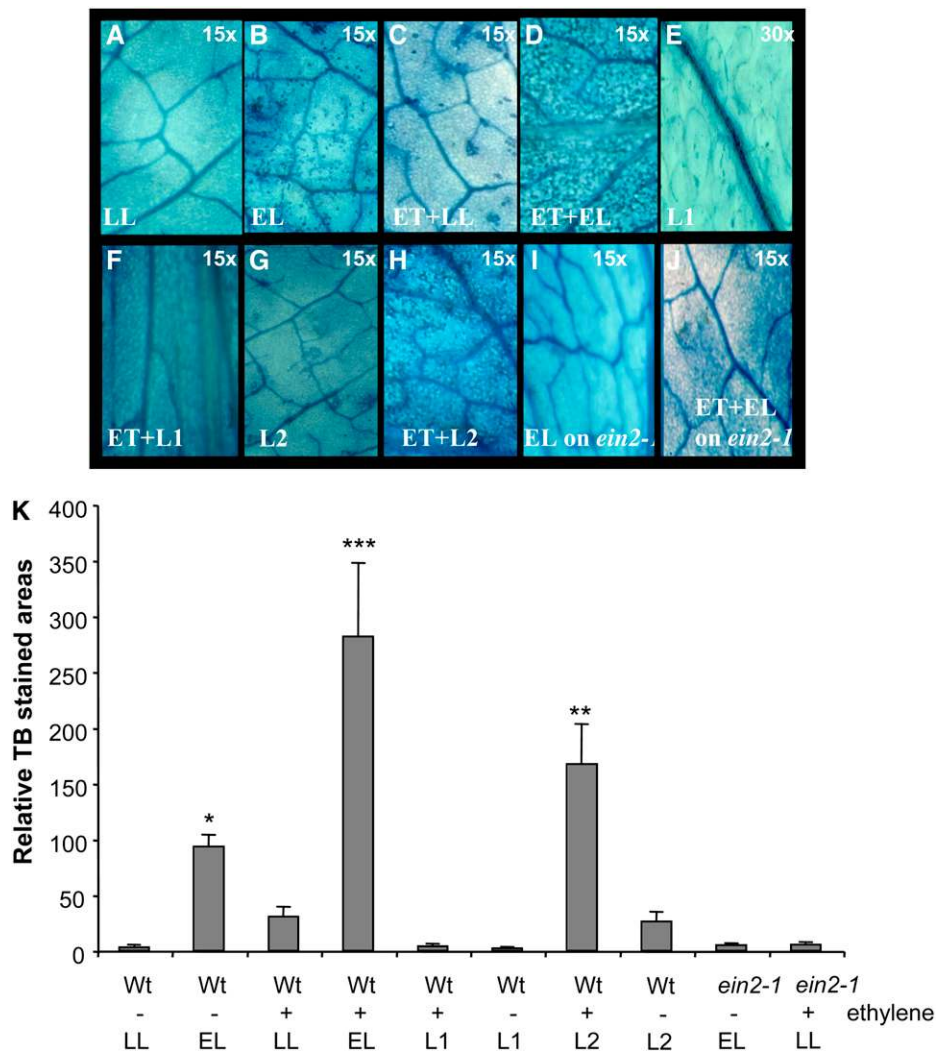 A 15x
B 15x
C 15x
D 15x
E 30x
LL
EL
ET+LL
ET+EL
L1
F 15x
G 15x
H 15x
I 15x
J 15x
ET+L1
L2
ET+L2
EL on ein2-
ET+EL
on ein2-1
K
Relative TB stained areas
400
350
300
250
200
150
100
50
0
*
***
**
Wt Wt Wt Wt Wt Wt Wt Wt ein2-1 ein2-1
- - + + + - + - - + ethylene
LL EL LL EL L1 L1 L2 L2 EL LL